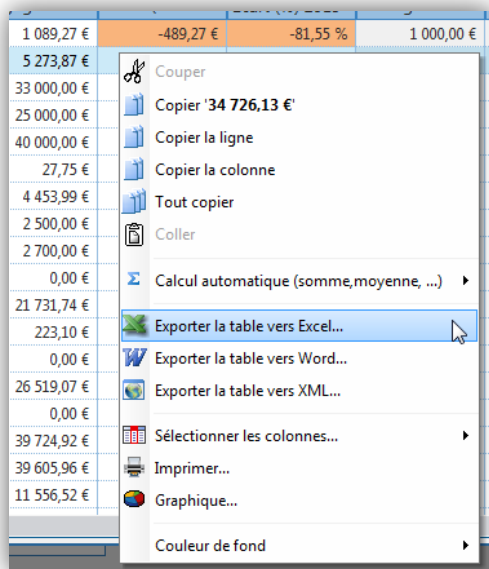 1 089,27 € -489,27 € -81,55 % 1 000,00 €
5 273,87 €
33 000,00 €
25 000,00 €
40 000,00 €
27,75 €
4 453,99 €
2 500,00 €
2 700,00 €
0,00 €
21 731,74 €
223,10 €
0,00 €
26 519,07 €
0,00 €
39 724,92 €
39 605,96 €
11 556,52 €
Couper
Copier '34 726,13 €'
Copier la ligne
Copier la colonne
Tout copier
Coller
Calcul automatique (somme,moyenne, ...)
Exporter la table vers Excel...
Exporter la table vers Word...
Exporter la table vers XML...
Sélectionner les colonnes...
Imprimer...
Graphique...
Couleur de fond